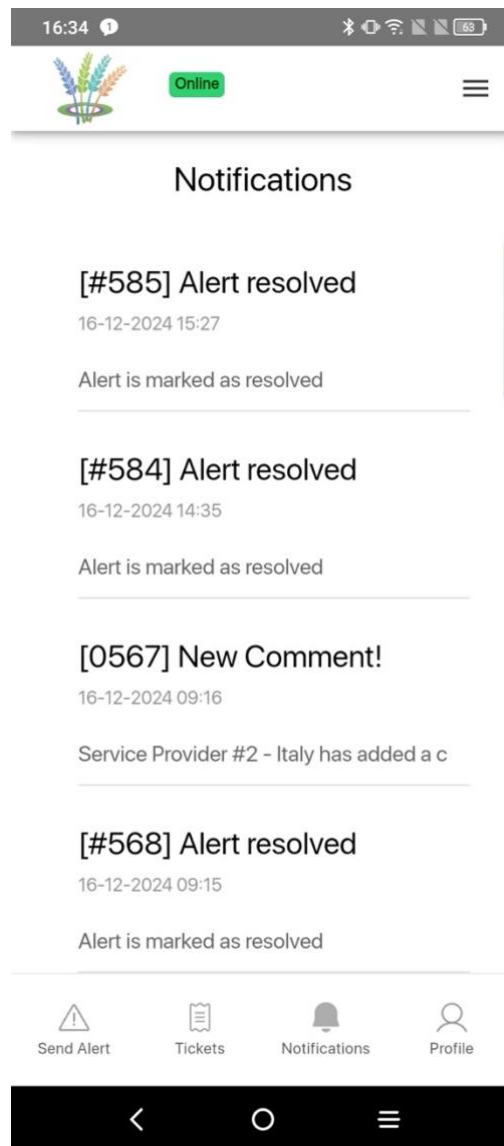 16:34 1 63
Online
Notifications
[#585] Alert resolved
16-12-2024 15:27
Alert is marked as resolved
[#584] Alert resolved
16-12-2024 14:35
Alert is marked as resolved
[0567] New Comment!
16-12-2024 09:16
Service Provider #2 - Italy has added a c
[#568] Alert resolved
16-12-2024 09:15
Alert is marked as resolved
Send Alert Tickets Notifications Profile